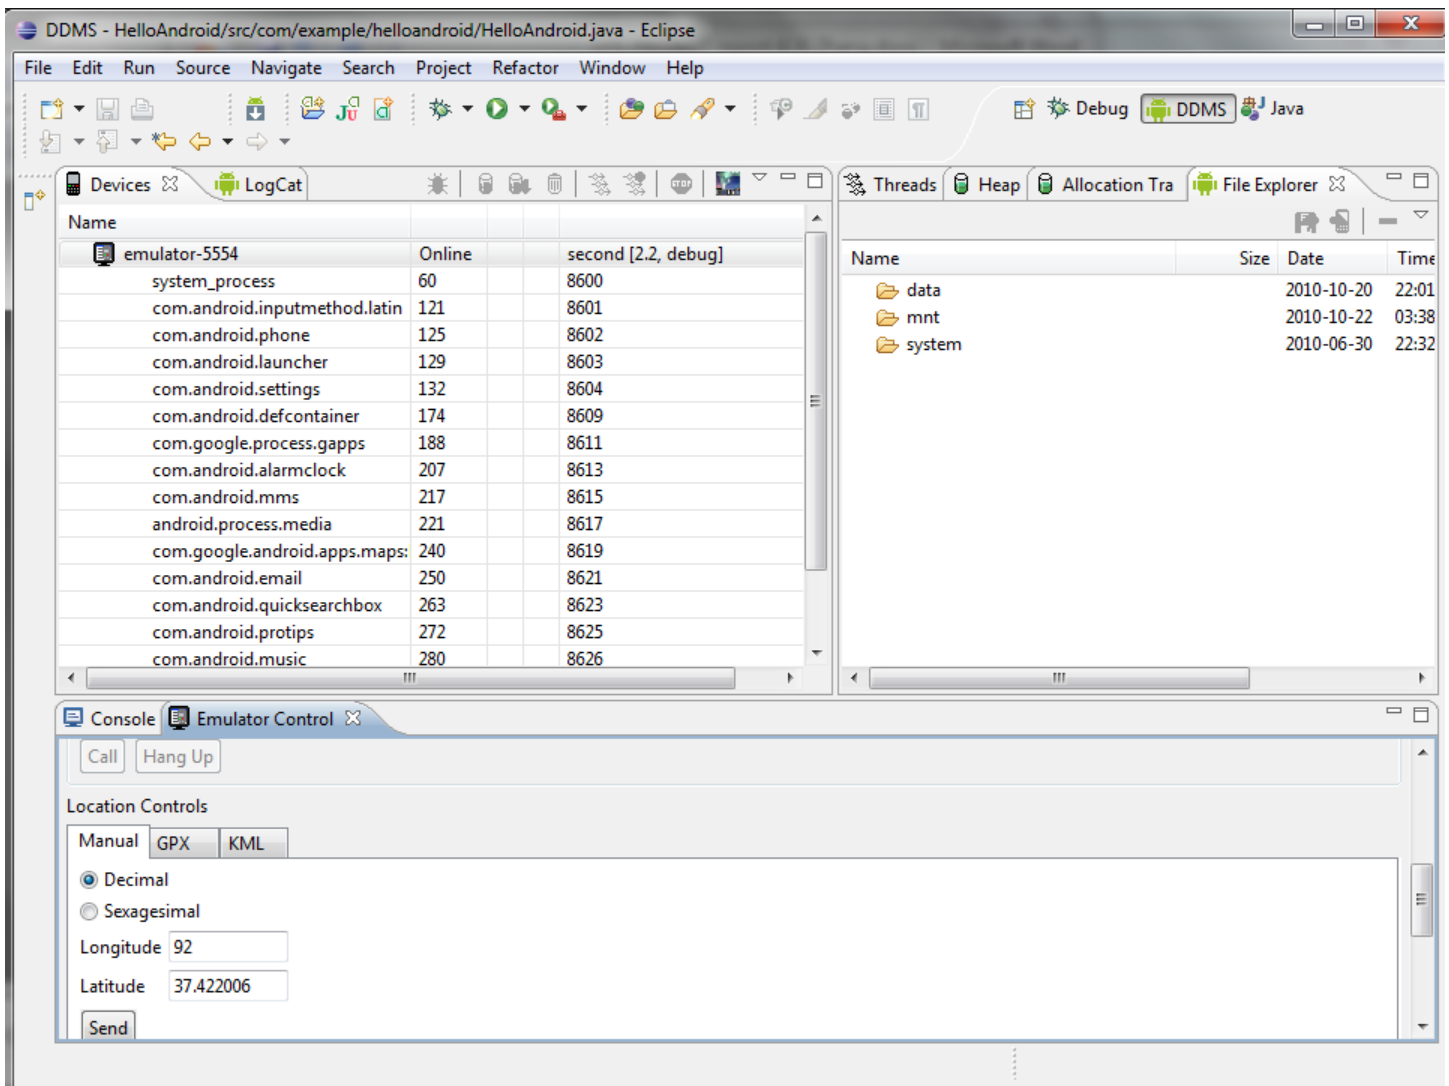 DDMS - HelloAndroid/src/com/example/helloandroid/HelloAndroid.java - Eclipse
File Edit Run Source Navigate Search Project Refactor Window Help
Debug DDMS Java
Devices LogCat
Name
emulator-5554 Online second [2.2, debug]
system_process 60 8600
com.android.inputmethod.latin 121 8601
com.android.phone 125 8602
com.android.launcher 129 8603
com.android.settings 132 8604
com.android.defcontainer 174 8609
com.google.process.gapps 188 8611
com.android.alarmclock 207 8613
com.android.mms 217 8615
android.process.media 221 8617
com.google.android.apps.maps: 240 8619
com.android.email 250 8621
com.android.quicksearchbox 263 8623
com.android.protips 272 8625
com.android.music 280 8626
Threads Heap Allocation Tra File Explorer
Name Size Date Time
data 2010-10-20 22:01
mnt 2010-10-22 03:38
system 2010-06-30 22:32
Console Emulator Control
Call Hang Up
Location Controls
Manual GPX KML
Decimal
Sexagesimal
Longitude 92
Latitude 37.422006
Send